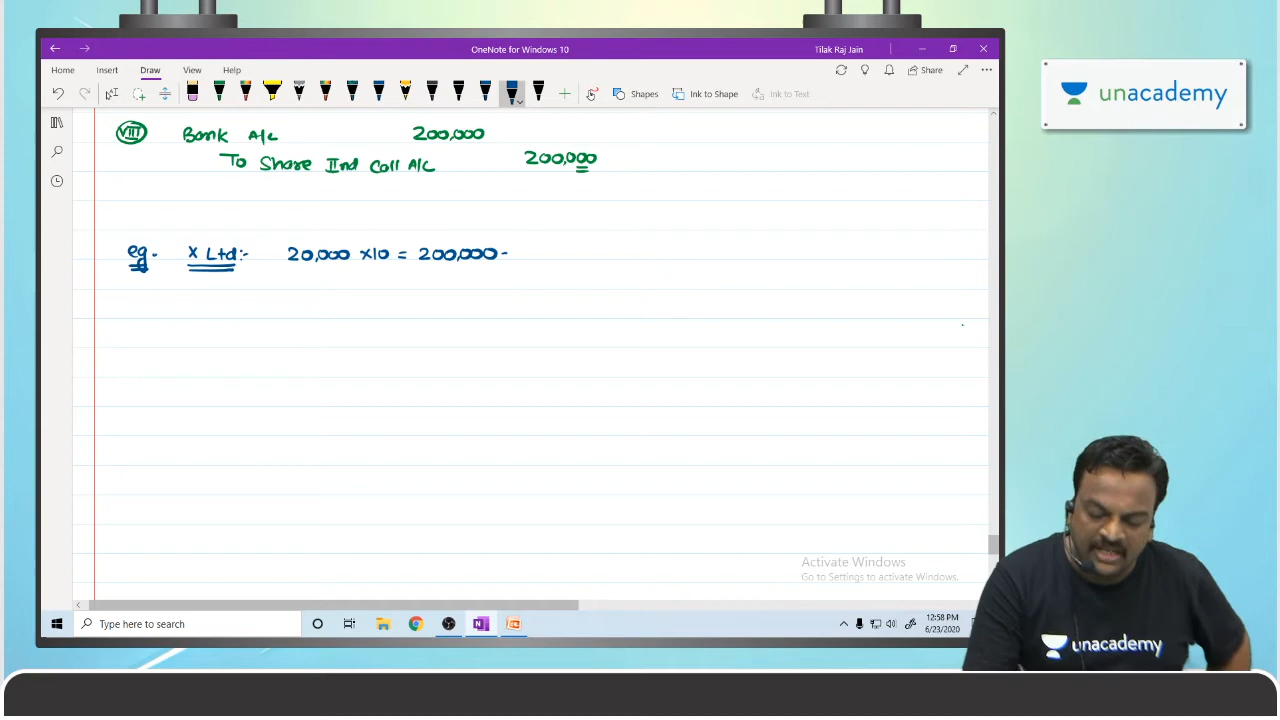 OneNote for Windows 10
Tilak Raj Jain
Home Insert Draw View Help
Share
Shapes
Ink to Shape
Ink to Text
unacademy
VIII Bank A/c 200,000
To Share IInd Call A/C 200,000
eg. X Ltd:- 20,000 x10 = 200,000 -
Activate Windows
Go to Settings to activate Windows.
Type here to search
12:58 PM
6/23/2020
unacademy